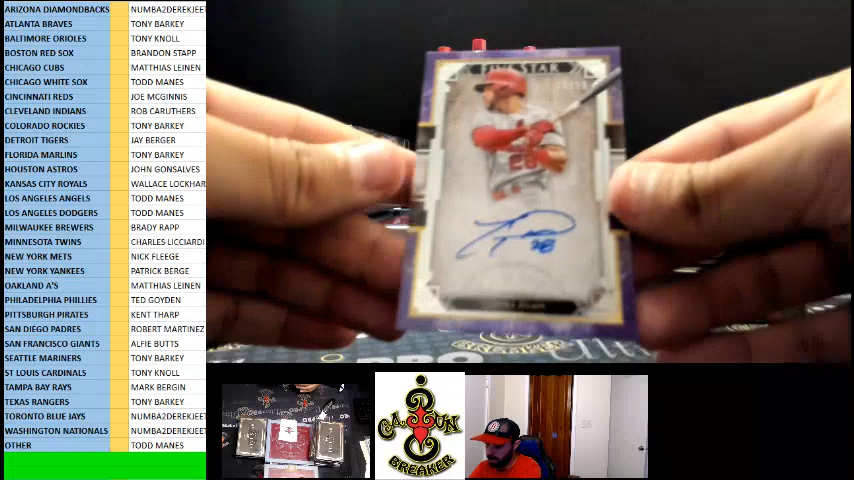 ARIZONA DIAMONDBACKS NUMBA2DEREKJEET
ATLANTA BRAVES TONY BARKEY
BALTIMORE ORIOLES TONY KNOLL
BOSTON RED SOX BRANDON STAPP
CHICAGO CUBS MATTHIAS LEINEN
CHICAGO WHITE SOX TODD MANES
CINCINNATI REDS JOE MCGINNIS
CLEVELAND INDIANS ROB CARUTHERS
COLORADO ROCKIES TONY BARKEY
DETROIT TIGERS JAY BERGER
FLORIDA MARLINS TONY BARKEY
HOUSTON ASTROS JOHN GONSALVES
KANSAS CITY ROYALS WALLACE LOCKHAR
LOS ANGELES ANGELS TODD MANES
LOS ANGELES DODGERS TODD MANES
MILWAUKEE BREWERS BRADY RAPP
MINNESOTA TWINS CHARLES LICCIARDI
NEW YORK METS NICK FLEEGE
NEW YORK YANKEES PATRICK BERGE
OAKLAND A'S MATTHIAS LEINEN
PHILADELPHIA PHILLIES TED GOYDEN
PITTSBURGH PIRATES KENT THARP
SAN DIEGO PADRES ROBERT MARTINEZ
SAN FRANCISCO GIANTS ALFIE BUTTS
SEATTLE MARINERS TONY BARKEY
ST LOUIS CARDINALS TONY KNOLL
TAMPA BAY RAYS MARK BERGIN
TEXAS RANGERS TONY BARKEY
TORONTO BLUE JAYS NUMBA2DEREKJEET
WASHINGTON NATIONALS NUMBA2DEREKJEET
OTHER TODD MANES
FIVE STAR
28
CAJUN
BREAKER